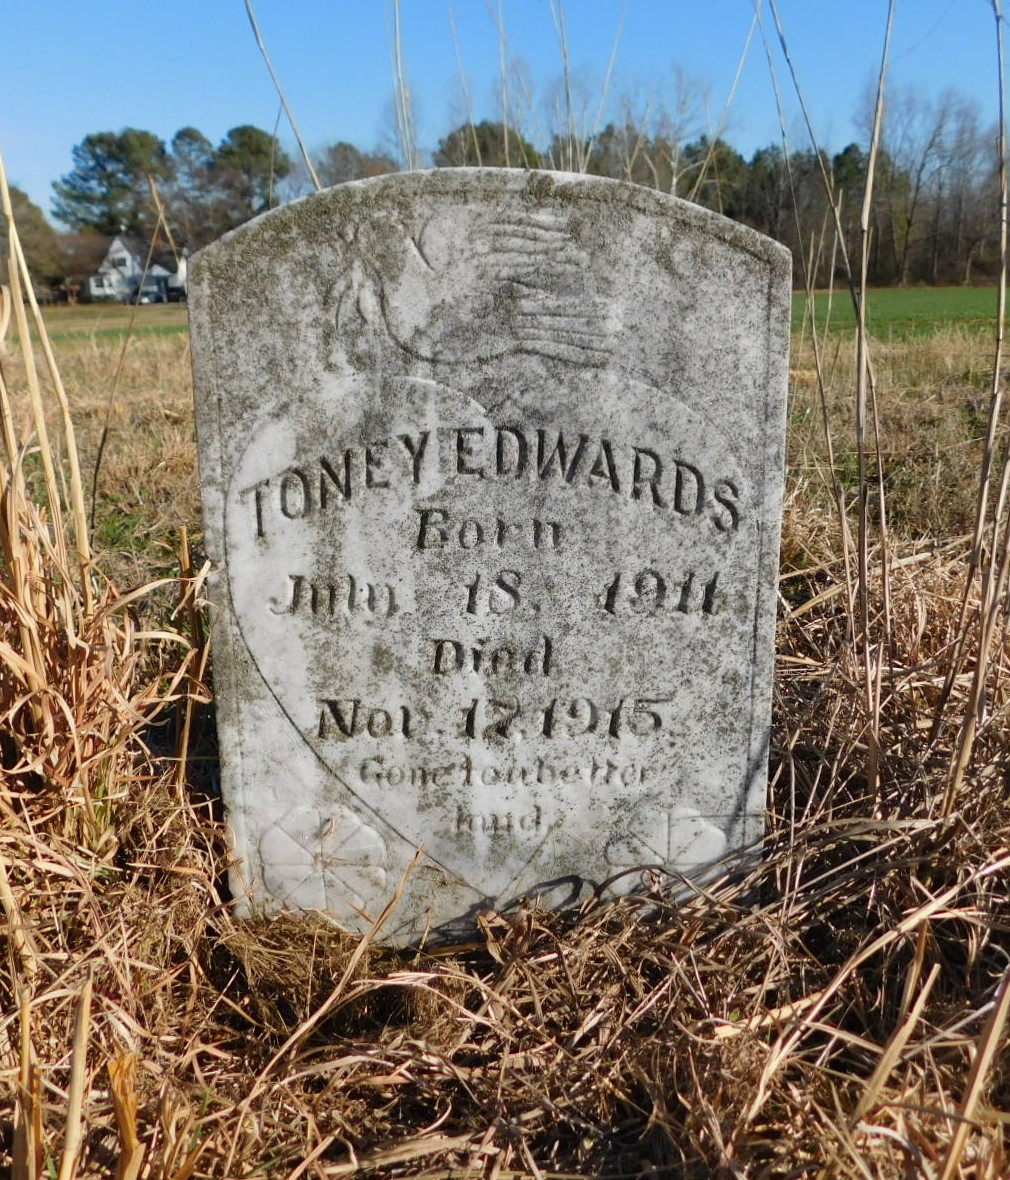 TONEY EDWARDS
Born
July 18. 1911
Died
Nov. 17. 1915.
Gone to a better
land.